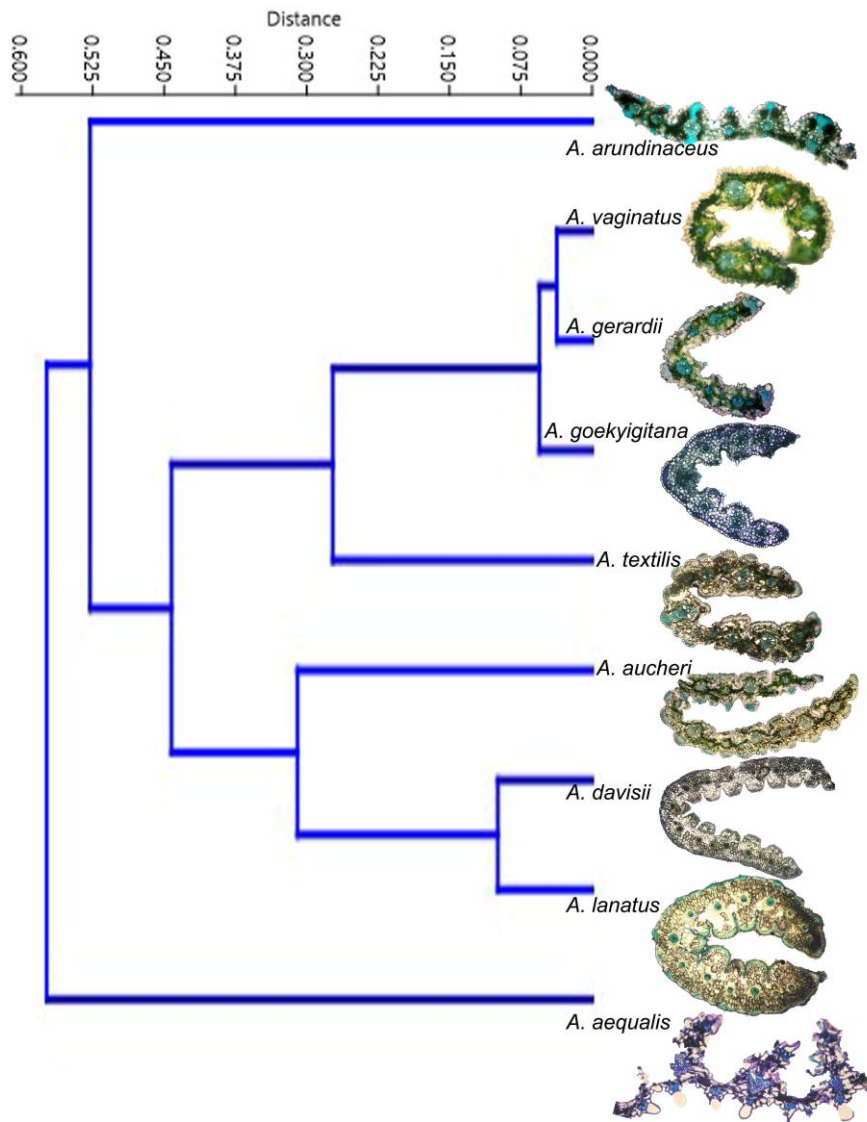 Distance
0.600 0.525 0.450 0.375 0.300 0.225 0.150 0.075 0.000
A. arundinaceus
A. vaginatus
A. gerardii
A. goekyigitana
A. textilis
A. aucheri
A. davisii
A. lanatus
A. aequalis